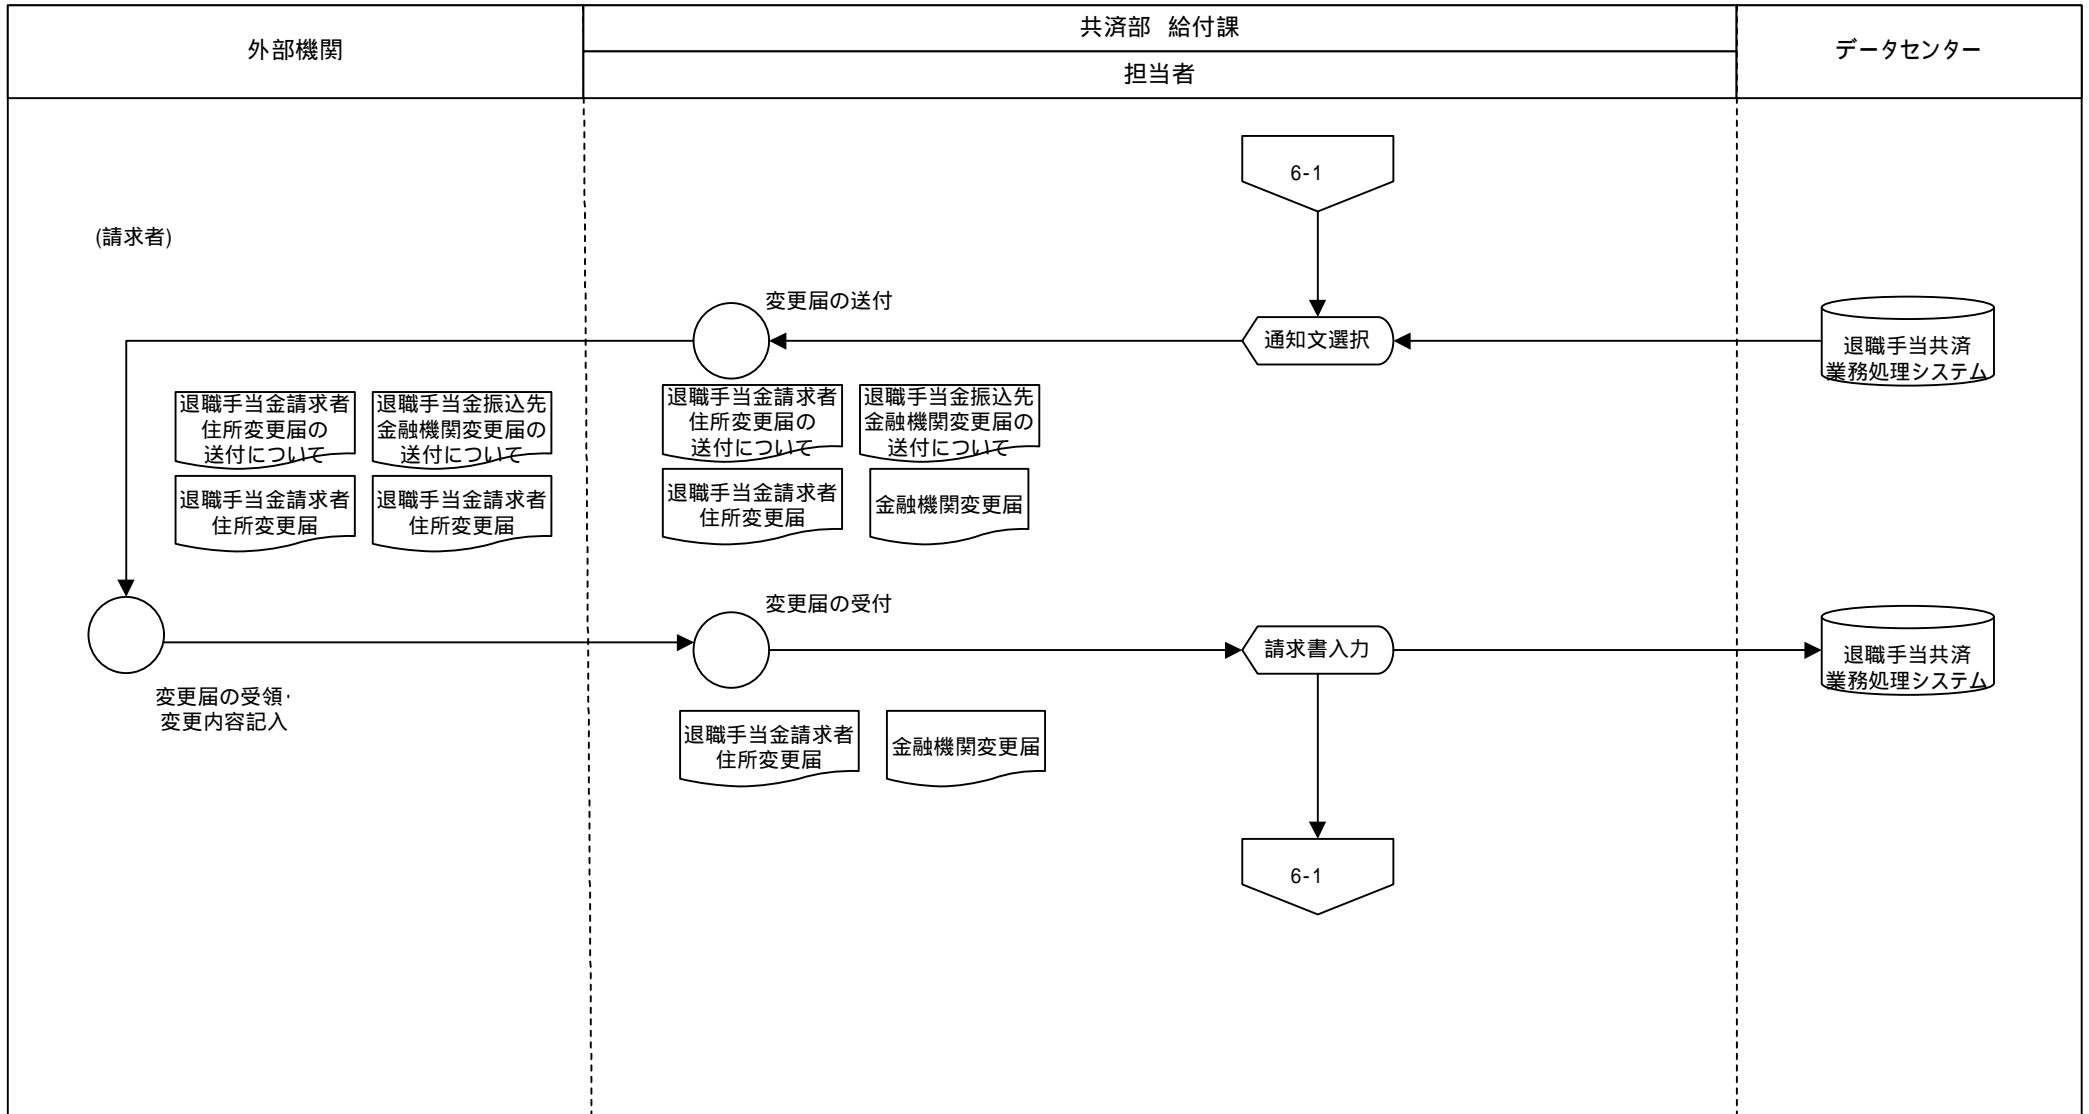 外部機関
共済部 給付課
担当者
データセンター
6-1
(請求者)
変更届の送付
通知文選択
退職手当共済
業務処理システム
退職手当金請求者
住所変更届の
送付について
退職手当金振込先
金融機関変更届の
送付について
退職手当金請求者
住所変更届の
送付について
退職手当金振込先
金融機関変更届の
送付について
退職手当金請求者
住所変更届
退職手当金請求者
住所変更届
退職手当金請求者
住所変更届
金融機関変更届
変更届の受付
請求書入力
退職手当共済
業務処理システム
変更届の受領・
変更内容記入
退職手当金請求者
住所変更届
金融機関変更届
6-1